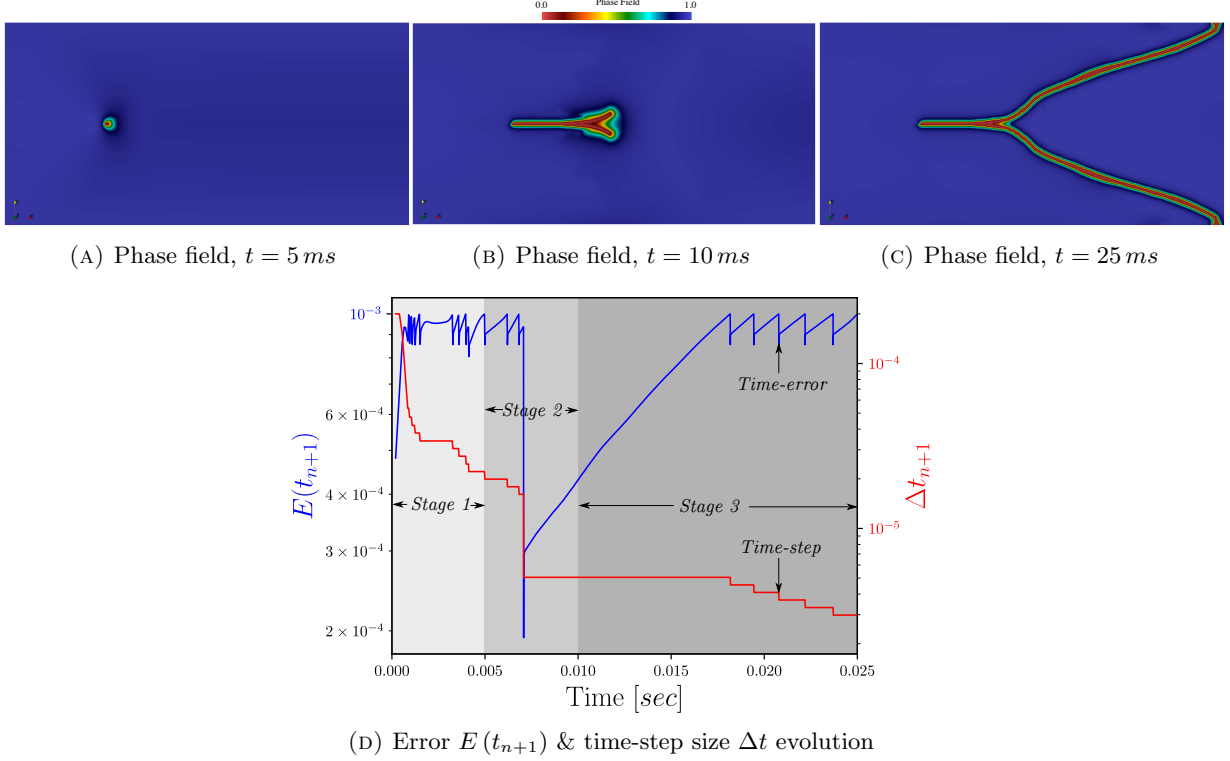 Phase Field
0.0 1.0
(A) Phase field, t = 5 ms
(B) Phase field, t = 10 ms
(C) Phase field, t = 25 ms
10⁻³
6 × 10⁻⁴
4 × 10⁻⁴
3 × 10⁻⁴
2 × 10⁻⁴
E(tₙ₊₁)
Stage 1
Stage 2
Stage 3
Time-error
Time-step
10⁻⁴
10⁻⁵
Δtₙ₊₁
0.000 0.005 0.010 0.015 0.020 0.025
Time [sec]
(D) Error E (tₙ₊₁) & time-step size Δt evolution